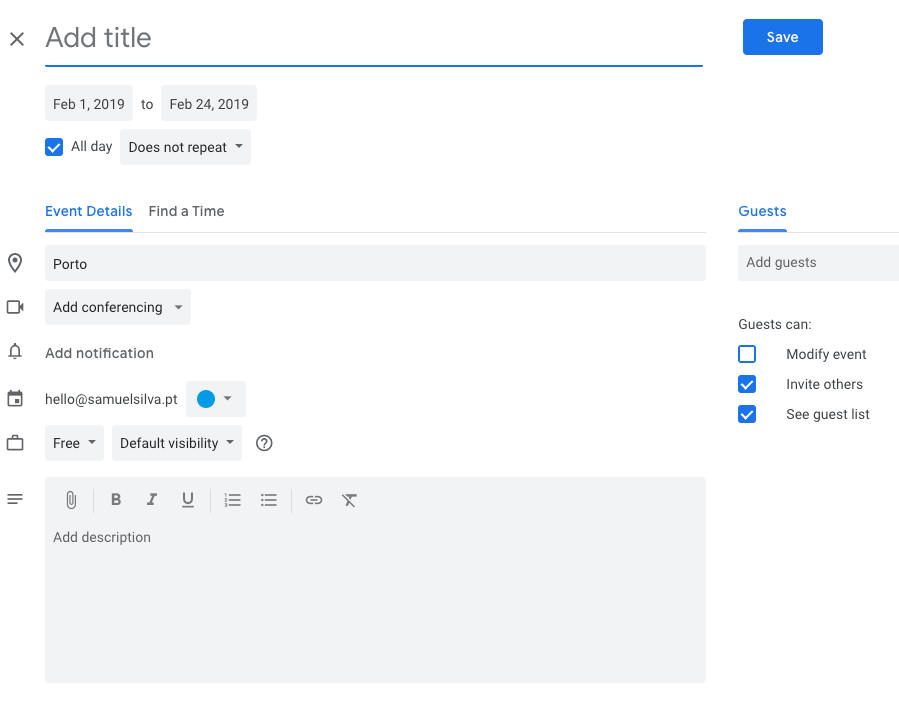 Add title
Save
Feb 1, 2019 to Feb 24, 2019
All day Does not repeat
Event Details Find a Time
Guests
Porto
Add guests
Add conferencing
Guests can:
Add notification
Modify event
Invite others
hello@samuelsilva.pt
See guest list
Free Default visibility
Add description